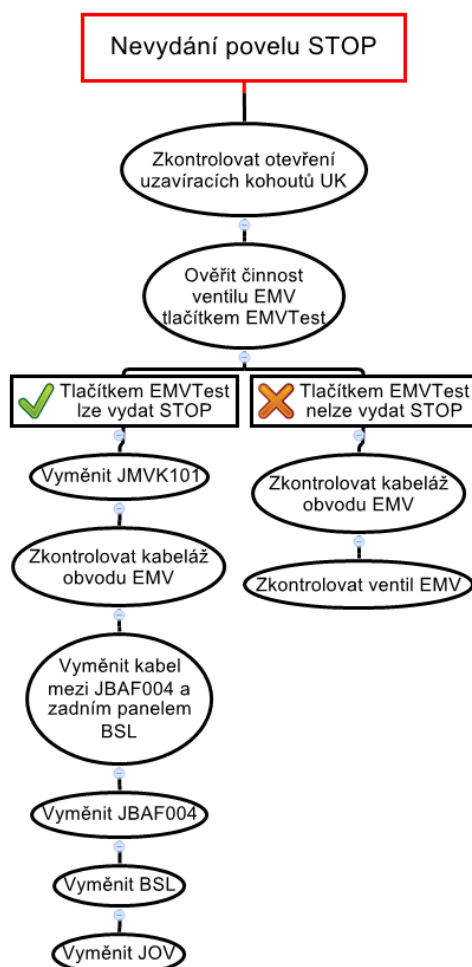 Nevydání povelu STOP
Zkontrolovat otevření
uzavíracích kohoutů UK
Ověřit činnost
ventilu EMV
tlačítkem EMVTest
Tlačítkem EMVTest
lze vydat STOP
Tlačítkem EMVTest
nelze vydat STOP
Vyměnit JMVK101
Zkontrolovat kabeláž
obvodu EMV
Vyměnit kabel
mezi JBAF004 a
zadním panelem
BSL
Vyměnit JBAF004
Vyměnit BSL
Vyměnit JOV
Zkontrolovat kabeláž
obvodu EMV
Zkontrolovat ventil EMV